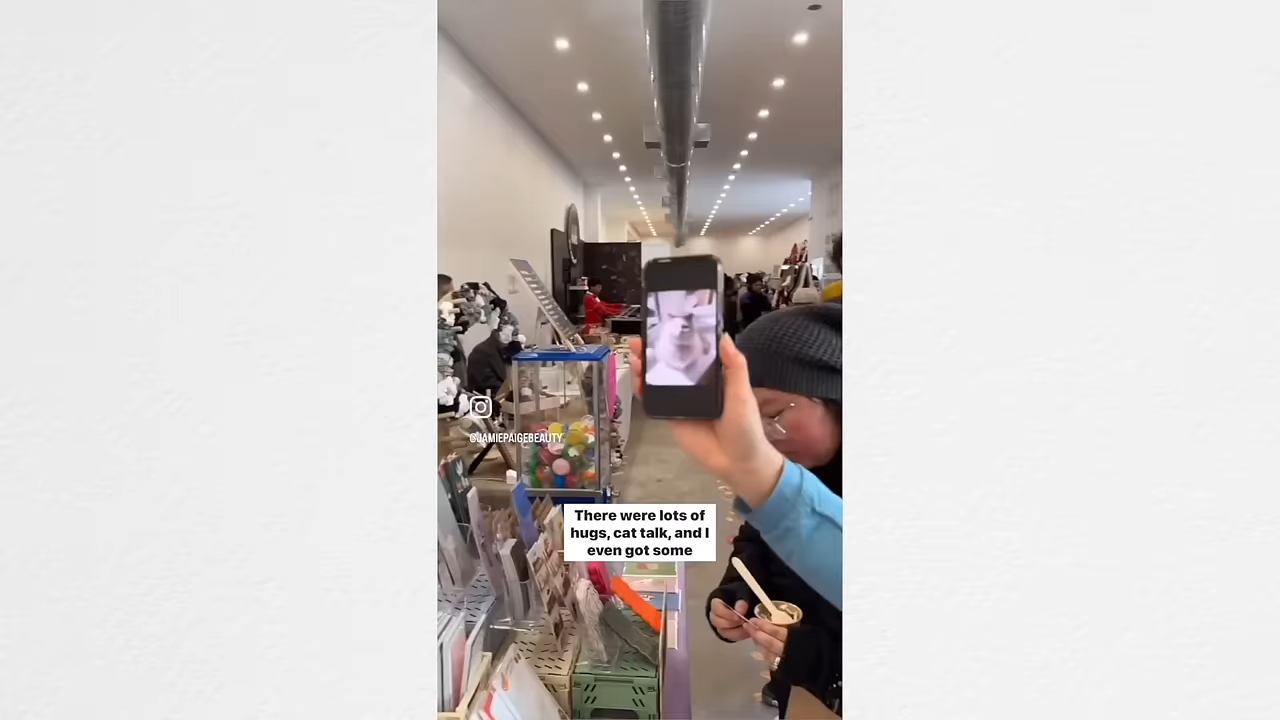 @JAMIEPAIGEBEAUTY
There were lots of
hugs, cat talk, and I
even got some